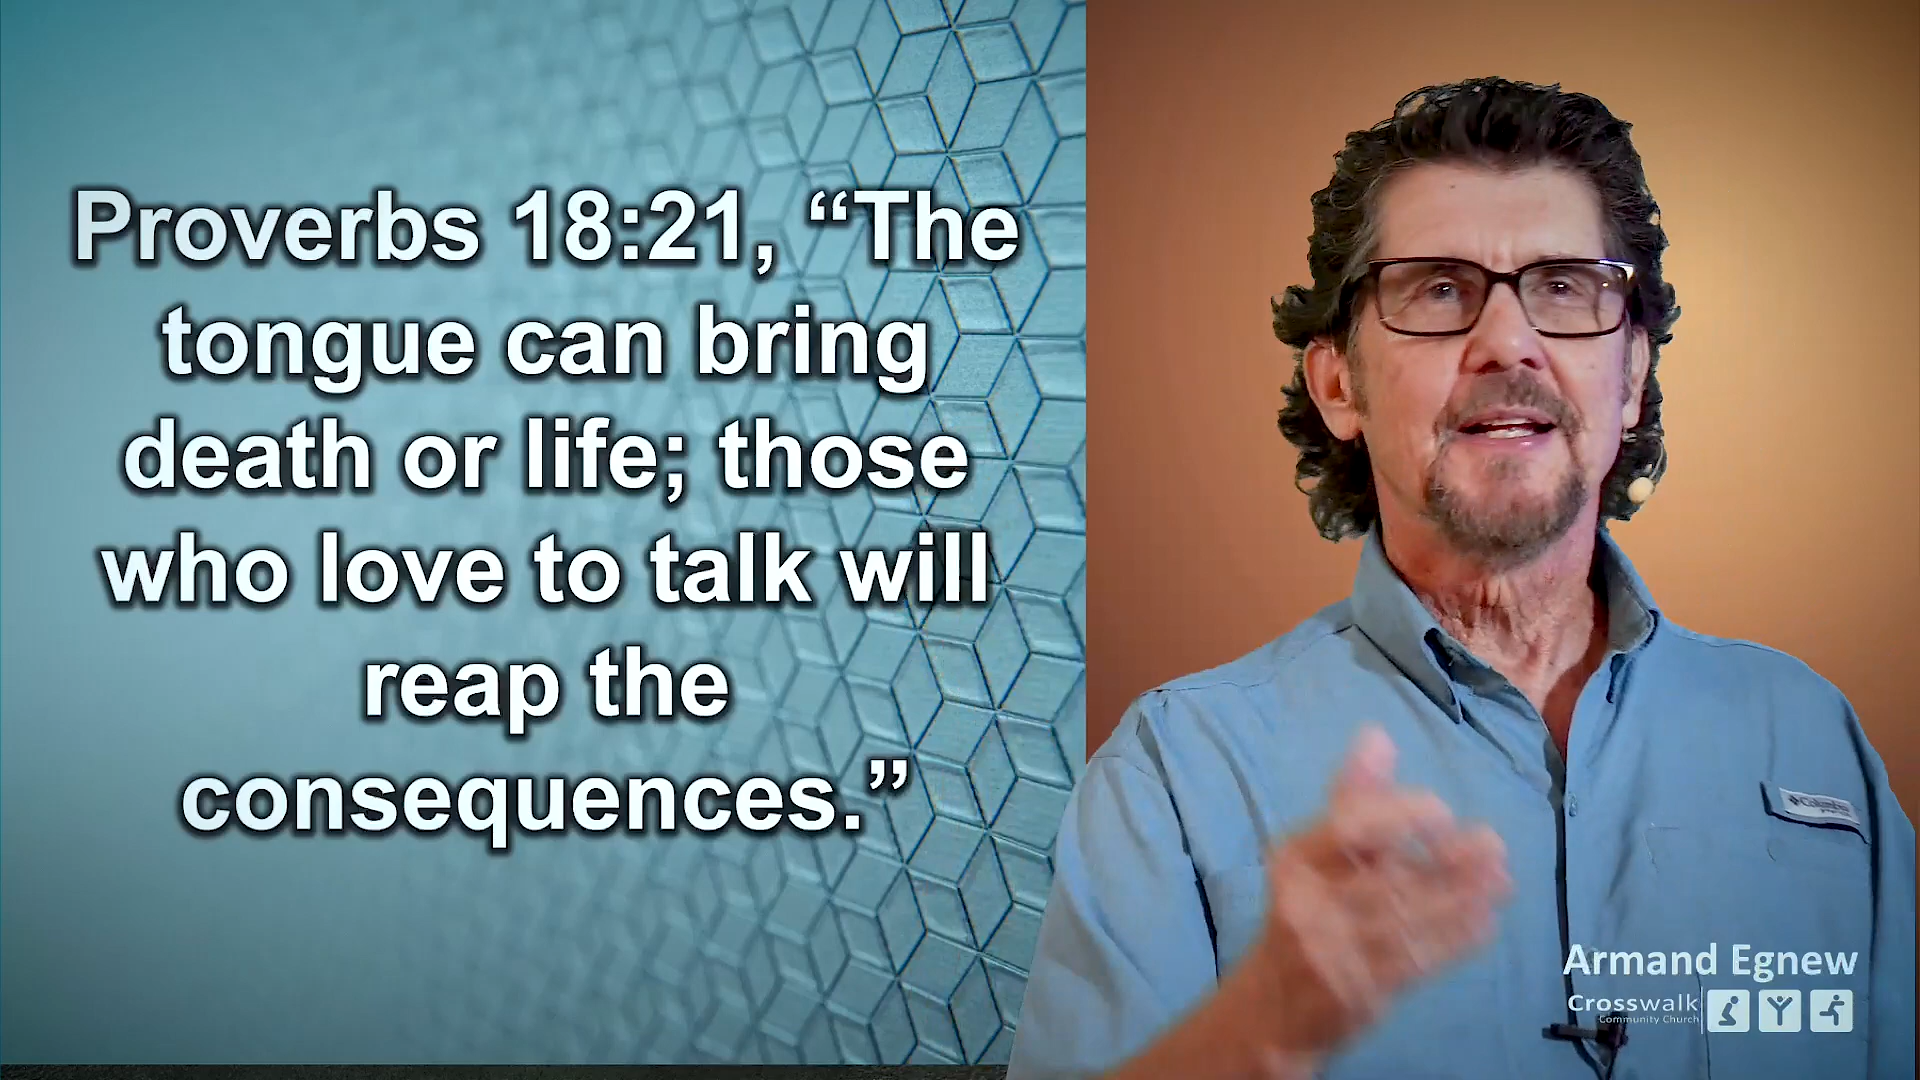 Proverbs 18:21, “The
tongue can bring
death or life; those
who love to talk will
reap the
consequences.”
Columbia
Armand Egnew
Crosswalk
Community Church